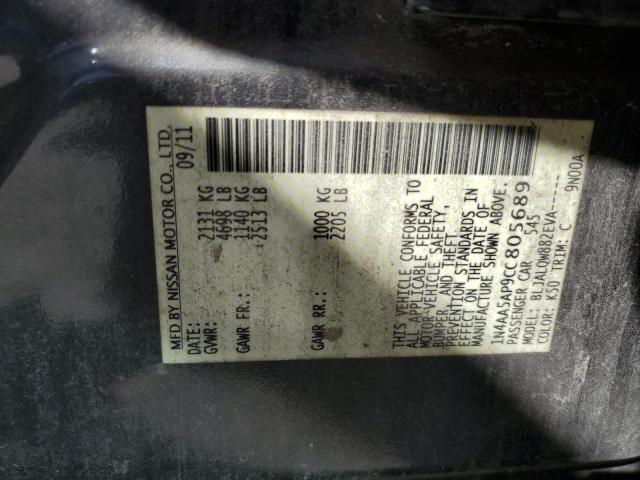 MFD BY NISSAN MOTOR CO., LTD.
DATE: 09/11
GVWR: 2131 KG
4698 LB
GAWR FR: 1140 KG
2513 LB
GAWR RR: 1000 KG
2205 LB
THIS VEHICLE CONFORMS TO
ALL APPLICABLE FEDERAL
MOTOR VEHICLE SAFETY,
BUMPER, AND THEFT
PREVENTION STANDARDS IN
EFFECT ON THE DATE OF
MANUFACTURE SHOWN ABOVE.
1N4AA5AP9CC805689
PASSENGER CAR 545
MODEL: BLJALQW882EVA-----
COLOR: K50 TRIM: C 9N00A